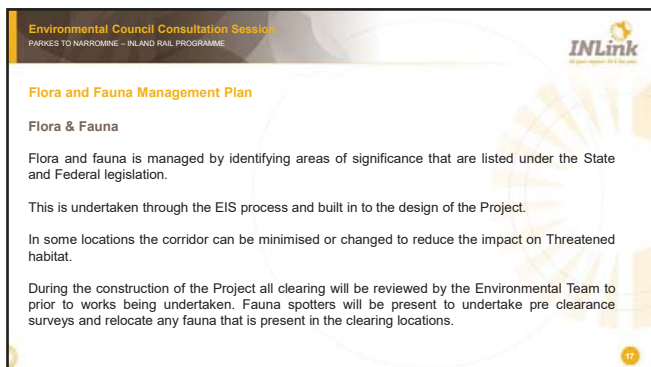 Environmental Council Consultation Session
PARKES TO NARROMINE – INLAND RAIL PROGRAMME
INLink
Flora and Fauna Management Plan
Flora & Fauna
Flora and fauna is managed by identifying areas of significance that are listed under the State
and Federal legislation.
This is undertaken through the EIS process and built in to the design of the Project.
In some locations the corridor can be minimised or changed to reduce the impact on Threatened
habitat.
During the construction of the Project all clearing will be reviewed by the Environmental Team to
prior to works being undertaken. Fauna spotters will be present to undertake pre clearance
surveys and relocate any fauna that is present in the clearing locations.
17